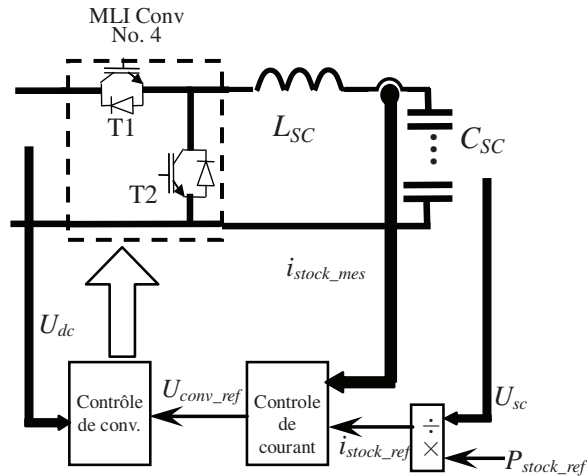 MLI Conv
No. 4
T1
L_SC
C_SC
T2
i_stock_mes
U_dc
Contrôle
de conv.
U_conv_ref
Controle
de
courant
i_stock_ref
÷
×
U_sc
P_stock_ref